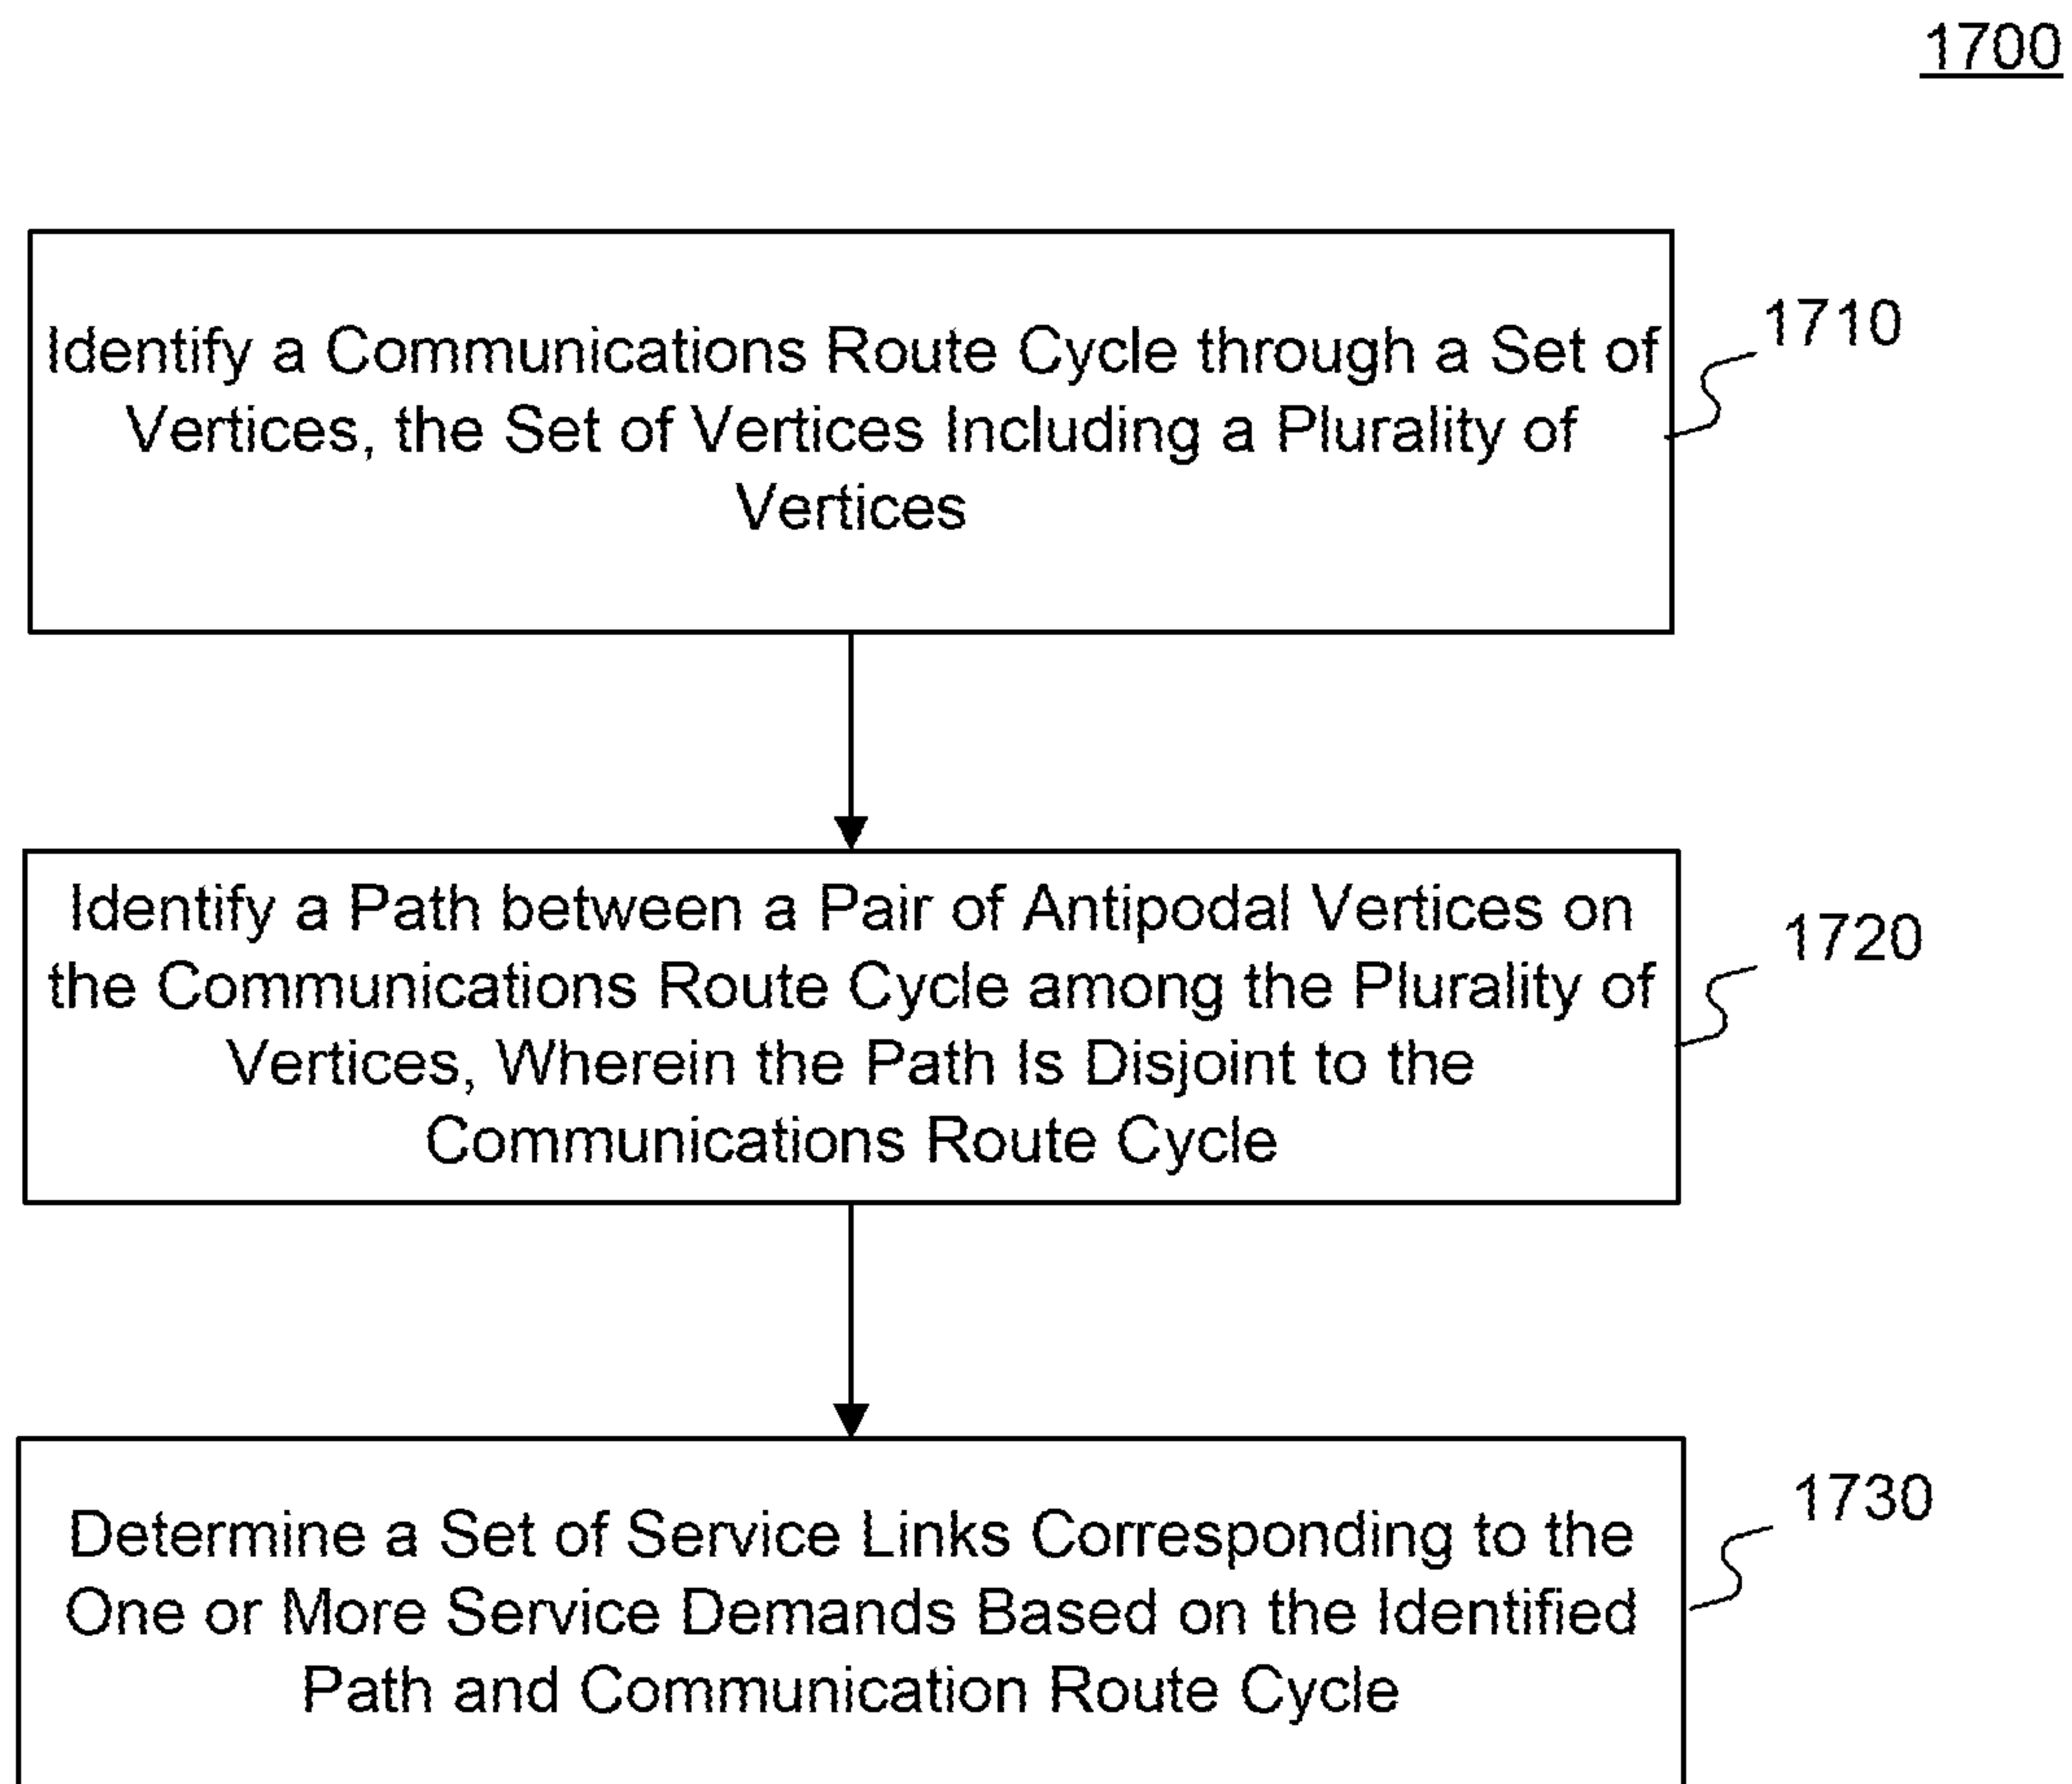 1700
Identify a Communications Route Cycle through a Set of
Vertices, the Set of Vertices Including a Plurality of
Vertices
1710
Identify a Path between a Pair of Antipodal Vertices on
the Communications Route Cycle among the Plurality of
Vertices, Wherein the Path Is Disjoint to the
Communications Route Cycle
1720
Determine a Set of Service Links Corresponding to the
One or More Service Demands Based on the Identified
Path and Communication Route Cycle
1730